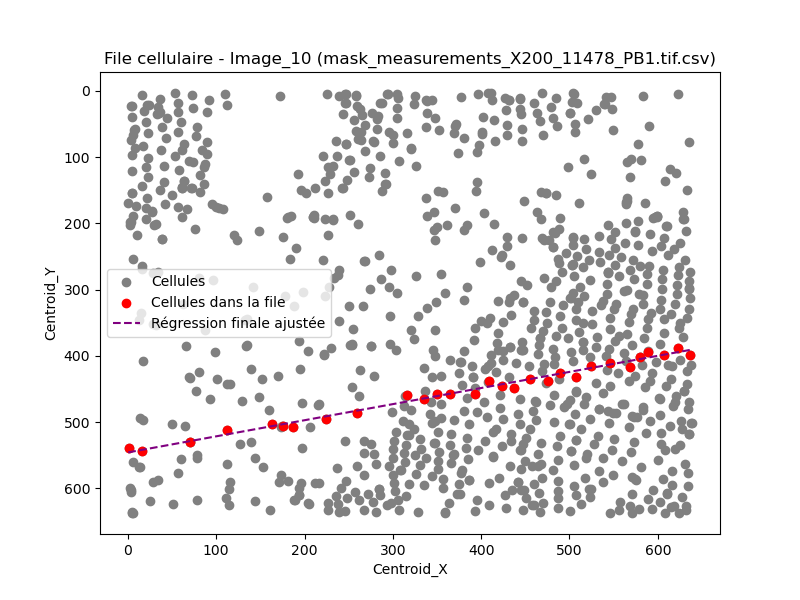 File cellulaire - Image_10 (mask_measurements_X200_11478_PB1.tif.csv)
0
100
200
300
400
500
600
Centroid_Y
Cellules
Cellules dans la file
Régression finale ajustée
0 100 200 300 400 500 600
Centroid_X